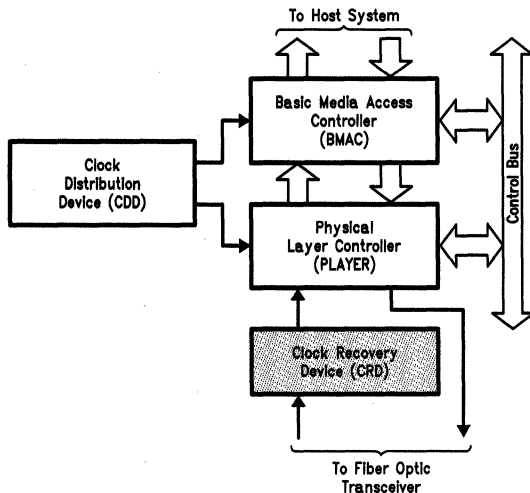 To Host System
Basic Media Access
Controller
(BMAC)
Clock
Distribution
Device (CDD)
Physical
Layer Controller
(PLAYER)
Control Bus
Clock Recovery
Device (CRD)
To Fiber Optic
Transceiver